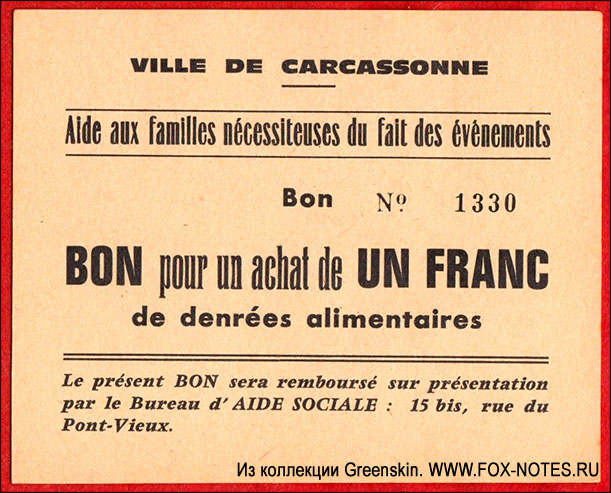 VILLE DE CARCASSONNE
Aide aux familles nécessiteuses du fait des évènements
Bon Nº 1330
BON pour un achat de UN FRANC
de denrées alimentaires
Le présent BON sera remboursé sur présentation
par le Bureau d'AIDE SOCIALE : 15 bis, rue du
Pont-Vieux.
Из коллекции Greenskin. WWW.FOX-NOTES.RU